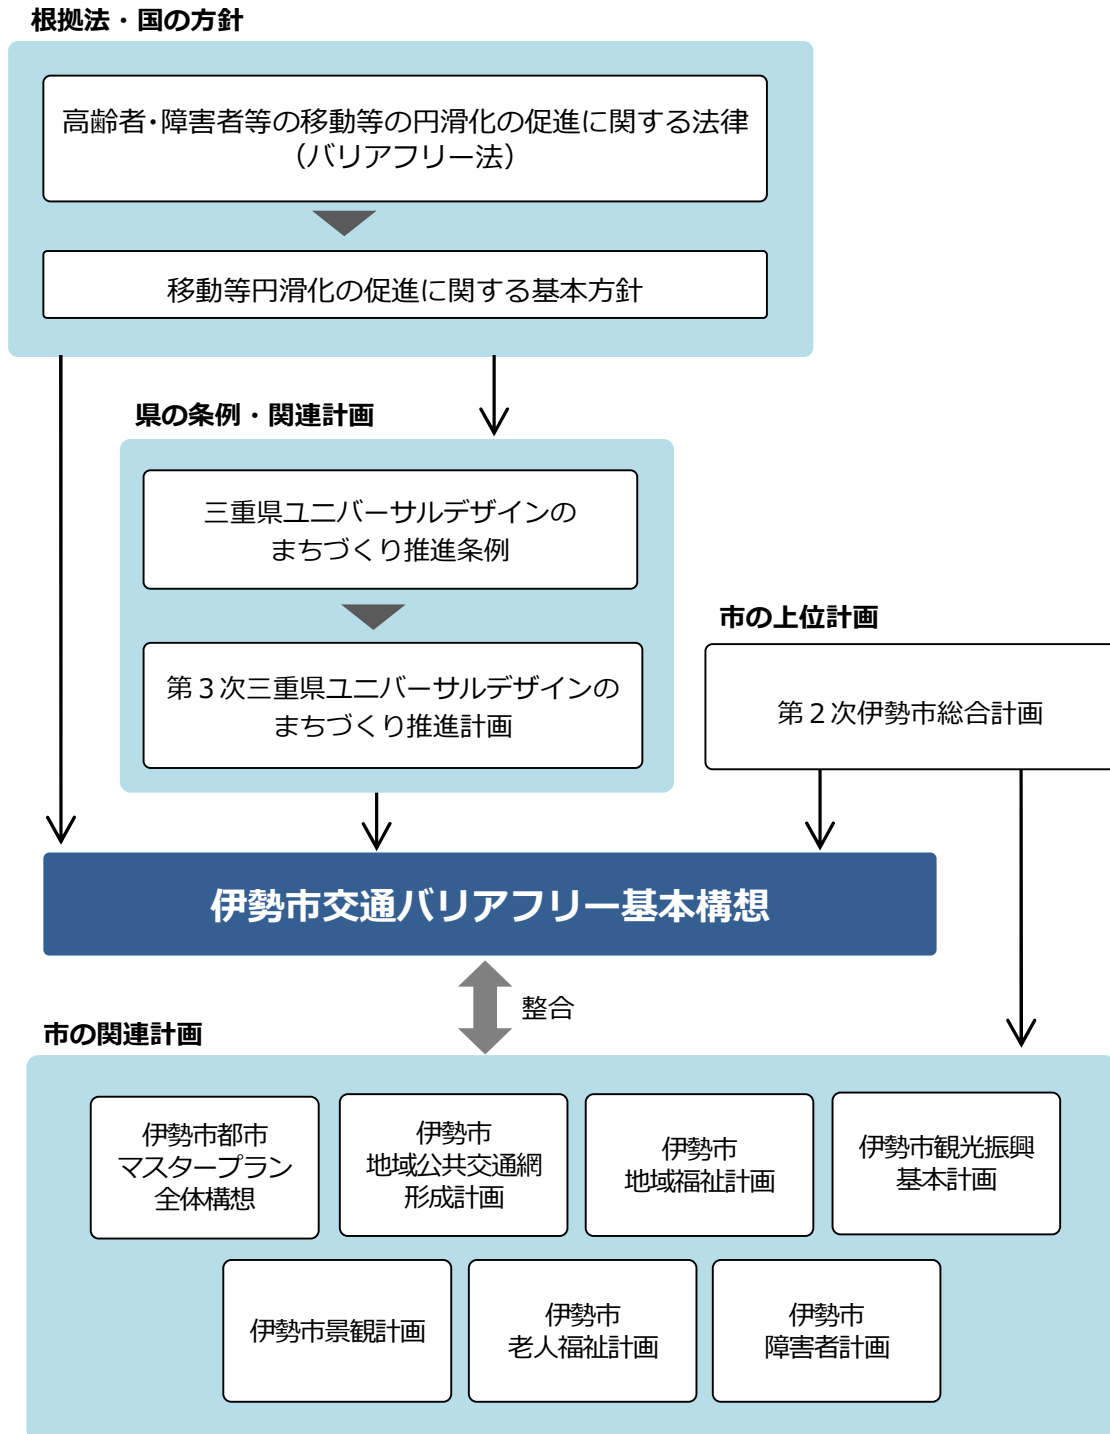 根拠法・国の方針
高齢者･障害者等の移動等の円滑化の促進に関する法律
（バリアフリー法）
移動等円滑化の促進に関する基本方針
県の条例・関連計画
三重県ユニバーサルデザインの
まちづくり推進条例
第３次三重県ユニバーサルデザインの
まちづくり推進計画
市の上位計画
第２次伊勢市総合計画
伊勢市交通バリアフリー基本構想
整合
市の関連計画
伊勢市都市
マスタープラン
全体構想
伊勢市
地域公共交通網
形成計画
伊勢市
地域福祉計画
伊勢市観光振興
基本計画
伊勢市景観計画
伊勢市
老人福祉計画
伊勢市
障害者計画